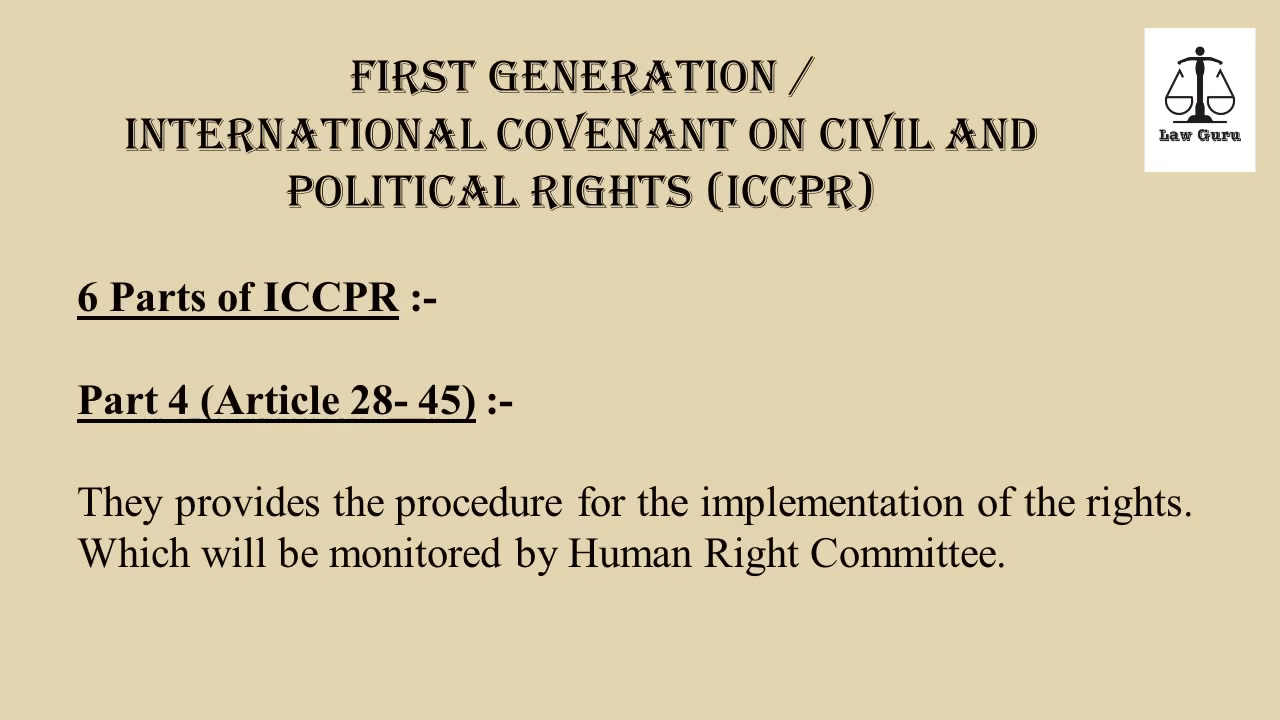 FIRST GENERATION /
INTERNATIONAL COVENANT ON CIVIL AND
POLITICAL RIGHTS (ICCPR)
Law Guru
6 Parts of ICCPR :-
Part 4 (Article 28- 45) :-
They provides the procedure for the implementation of the rights.
Which will be monitored by Human Right Committee.